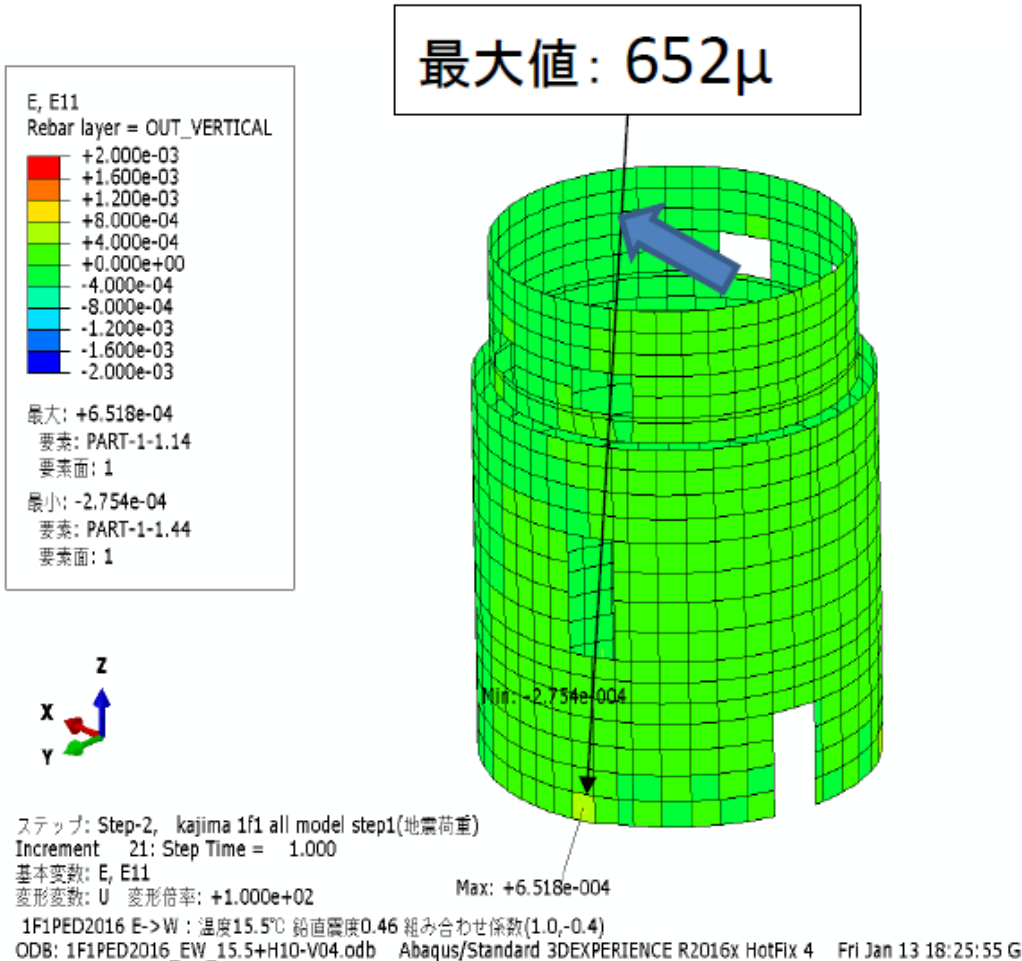 最大値: 652μ
E, E11
Rebar layer = OUT_VERTICAL
+2.000e-03
+1.600e-03
+1.200e-03
+8.000e-04
+4.000e-04
+0.000e+00
-4.000e-04
-8.000e-04
-1.200e-03
-1.600e-03
-2.000e-03
最大: +6.518e-04
要素: PART-1-1.14
要素面: 1
最小: -2.754e-04
要素: PART-1-1.44
要素面: 1
Min: -2.754e-004
Z
X
Y
ステップ: Step-2, kajima 1f1 all model step1(地震荷重)
Increment 21: Step Time = 1.000
基本変数: E, E11
変形変数: U 変形倍率: +1.000e+02
Max: +6.518e-004
1F1PED2016 E->W : 温度15.5℃ 鉛直震度0.46 組み合わせ係数(1.0,-0.4)
ODB: 1F1PED2016_EW_15.5+H10-V04.odb Abaqus/Standard 3DEXPERIENCE R2016x HotFix 4 Fri Jan 13 18:25:55 G